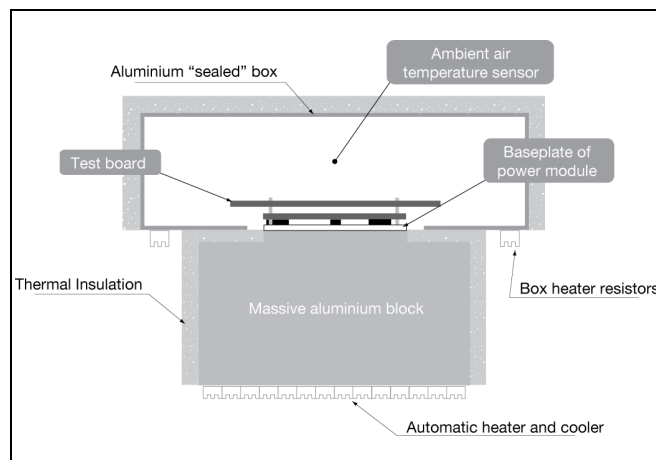 Ambient air
temperature sensor
Aluminium “sealed” box
Test board
Baseplate of
power module
Thermal Insulation
Box heater resistors
Massive aluminium block
Automatic heater and cooler